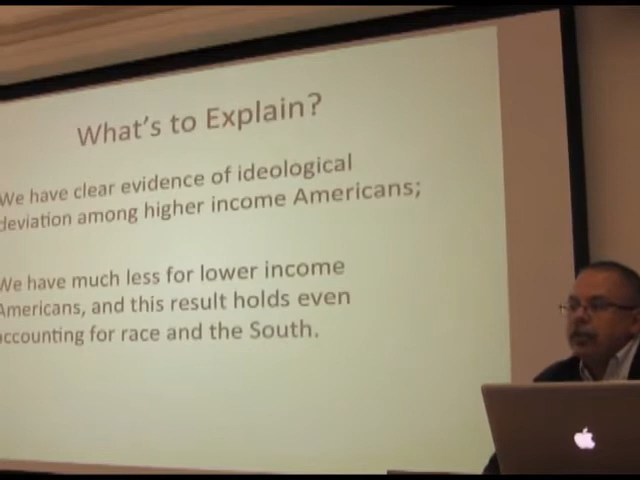 What's to Explain?
We have clear evidence of ideological
deviation among higher income Americans;
We have much less for lower income
Americans, and this result holds even
accounting for race and the South.